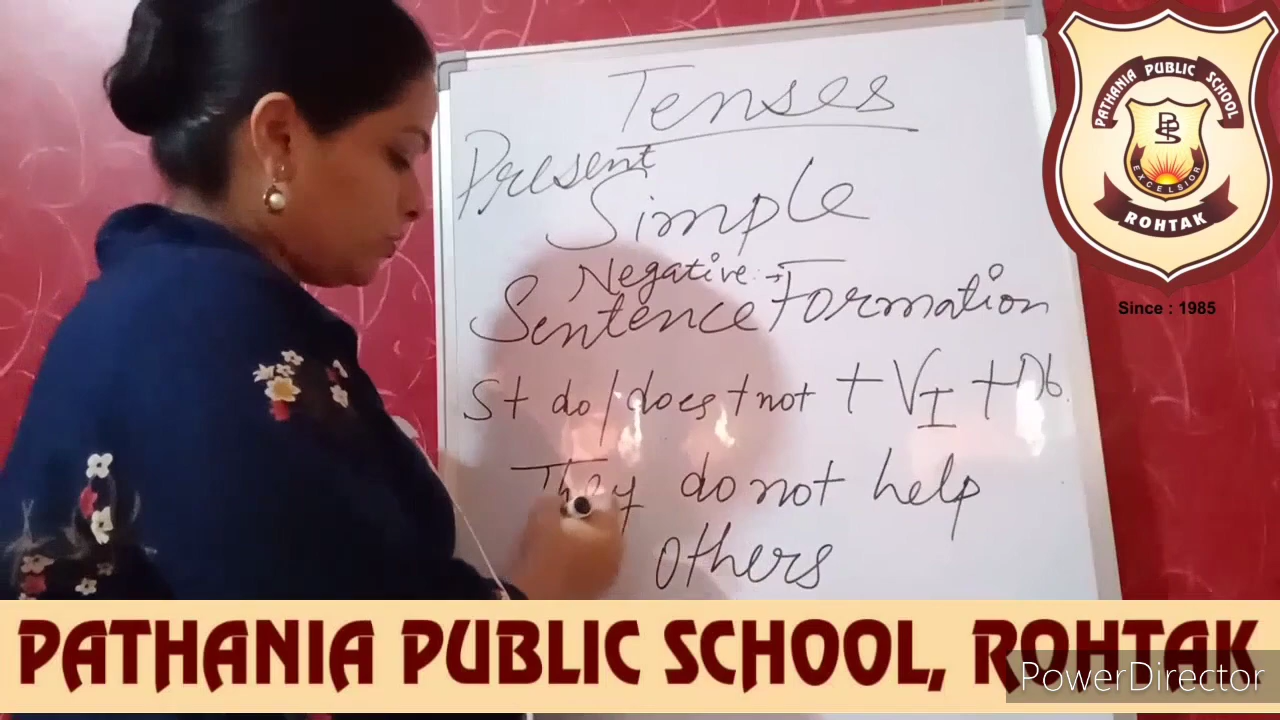 Tenses
Present
Simple
Negative :→
Sentence Formation
S+ do/does + not + VI + Ob.
They do not help
others
PATHANIA PUBLIC SCHOOL
PS
EXCELSIOR
ROHTAK
Since : 1985
PATHANIA PUBLIC SCHOOL, ROHTAK
PowerDirector